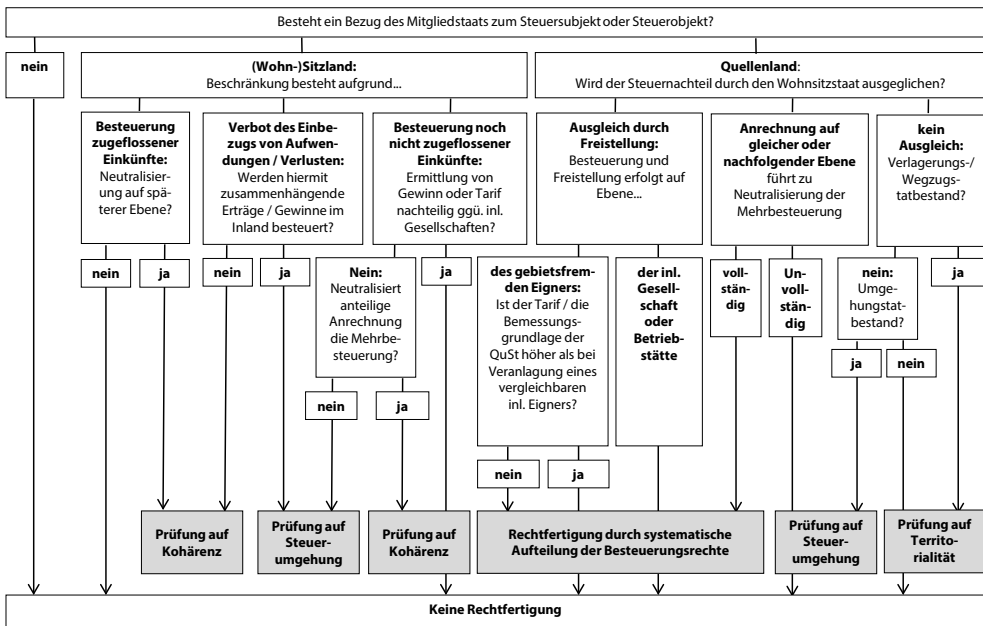 Besteht ein Bezug des Mitgliedstaats zum Steuersubjekt oder Steuerobjekt?
nein
(Wohn-)Sitzland:
Beschränkung besteht aufgrund...
Quellenland:
Wird der Steuernachteil durch den Wohnsitzstaat ausgeglichen?
Besteuerung
zugeflossener
Einkünfte:
Neutralisier-
ung auf spä-
terer Ebene?
Verbot des Einbe-
zugs von Aufwen-
dungen / Verlusten:
Werden hiermit
zusammenhängende
Erträge / Gewinne im
Inland besteuert?
Besteuerung noch
nicht zugeflossener
Einkünfte:
Ermittlung von
Gewinn oder Tarif
nachteilig ggü. inl.
Gesellschaften?
Ausgleich durch
Freistellung:
Besteuerung und
Freistellung erfolgt auf
Ebene...
Anrechnung auf
gleicher oder
nachfolgender Ebene
führt zu
Neutralisierung der
Mehrbesteuerung
kein
Ausgleich:
Verlagerungs-/
Wegzugs-
tatbestand?
nein
ja
nein
ja
Nein:
Neutralisiert
anteilige
Anrechnung
die Mehrbe-
steuerung?
ja
des gebietsfrem-
den Eigners:
Ist der Tarif / die
Bemessungs-
grundlage der
QuSt höher als bei
Veranlagung eines
vergleichbaren
inl. Eigners?
der inl.
Gesell-
schaft
oder
Betrieb-
stätte
voll-
stän-
dig
Un-
voll-
stän-
dig
nein:
Umge-
hungstat-
bestand?
ja
ja
nein
nein
ja
nein
ja
Prüfung auf
Kohärenz
Prüfung auf
Steuer-
umgehung
Prüfung auf
Kohärenz
Rechtfertigung durch systematische
Aufteilung der Besteuerungsrechte
Prüfung auf
Steuer-
umgehung
Prüfung auf
Territo-
rialität
Keine Rechtfertigung